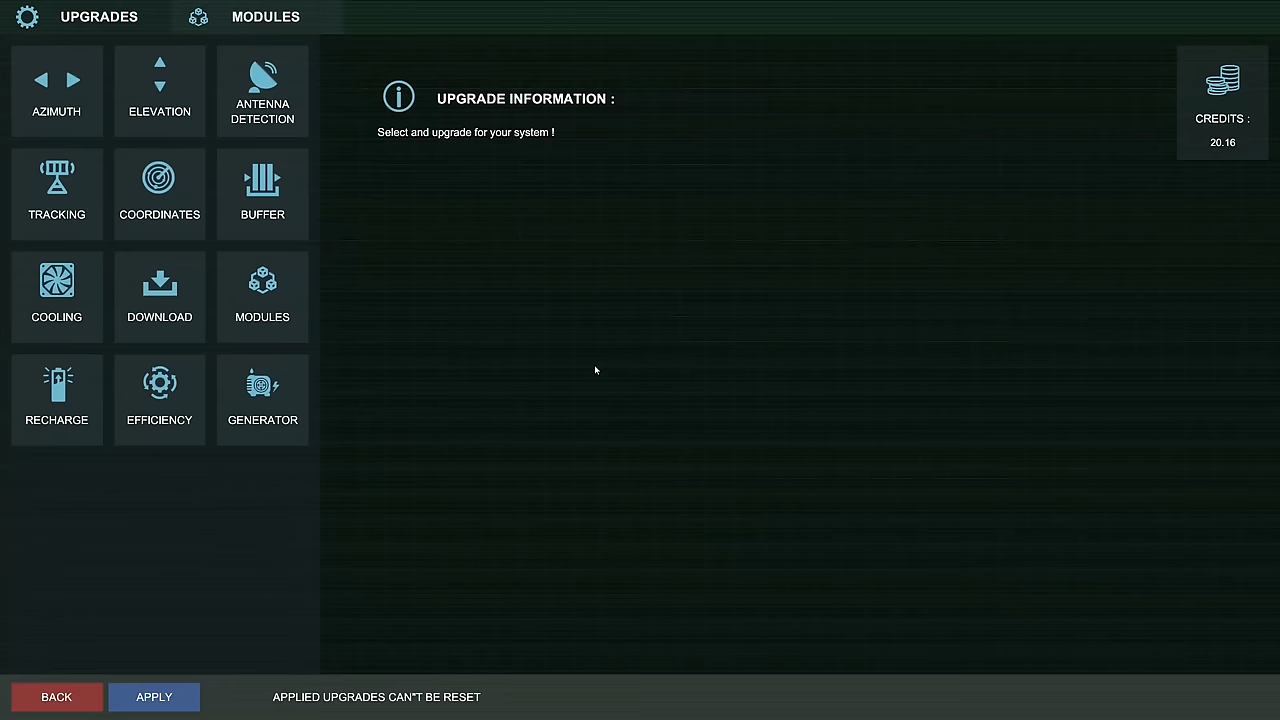 UPGRADES
MODULES
AZIMUTH
ELEVATION
ANTENNA
DETECTION
TRACKING
COORDINATES
BUFFER
COOLING
DOWNLOAD
MODULES
RECHARGE
EFFICIENCY
GENERATOR
UPGRADE INFORMATION :
Select and upgrade for your system !
CREDITS :
20.16
BACK
APPLY
APPLIED UPGRADES CAN"T BE RESET